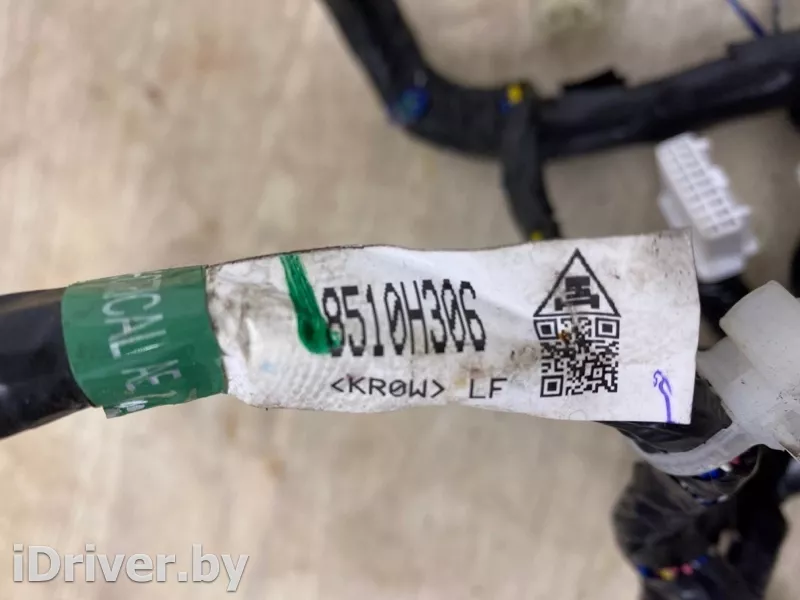 8510H306
<KR0W> LF
iDriver.by